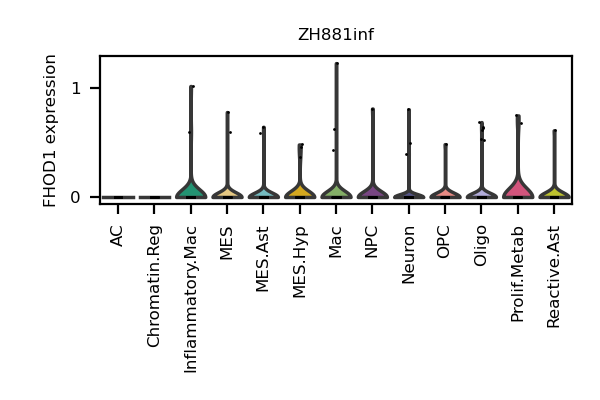 ZH881inf
FHOD1 expression
1
0
AC
Chromatin.Reg
Inflammatory.Mac
MES
MES.Ast
MES.Hyp
Mac
NPC
Neuron
OPC
Oligo
Prolif.Metab
Reactive.Ast